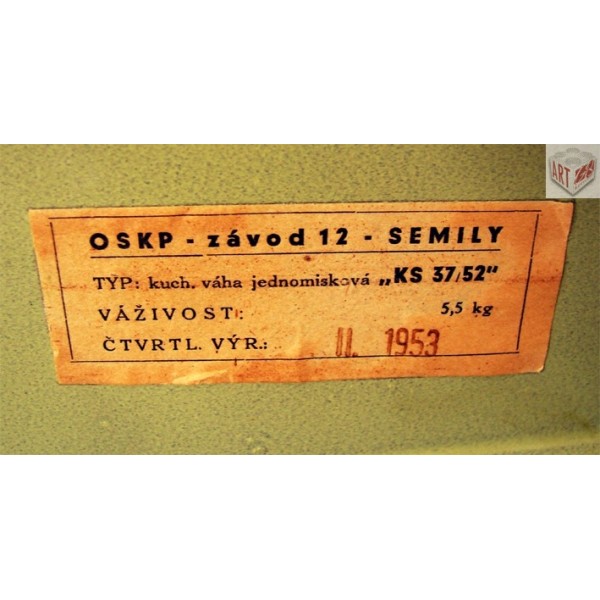 ART
OSKP - závod 12 - SEMILY
TYP: kuch. váha jednomisková „KS 37/52"
VÁŽIVOST: 5,5 kg
ČTVRTL. VÝR.: II. 1953